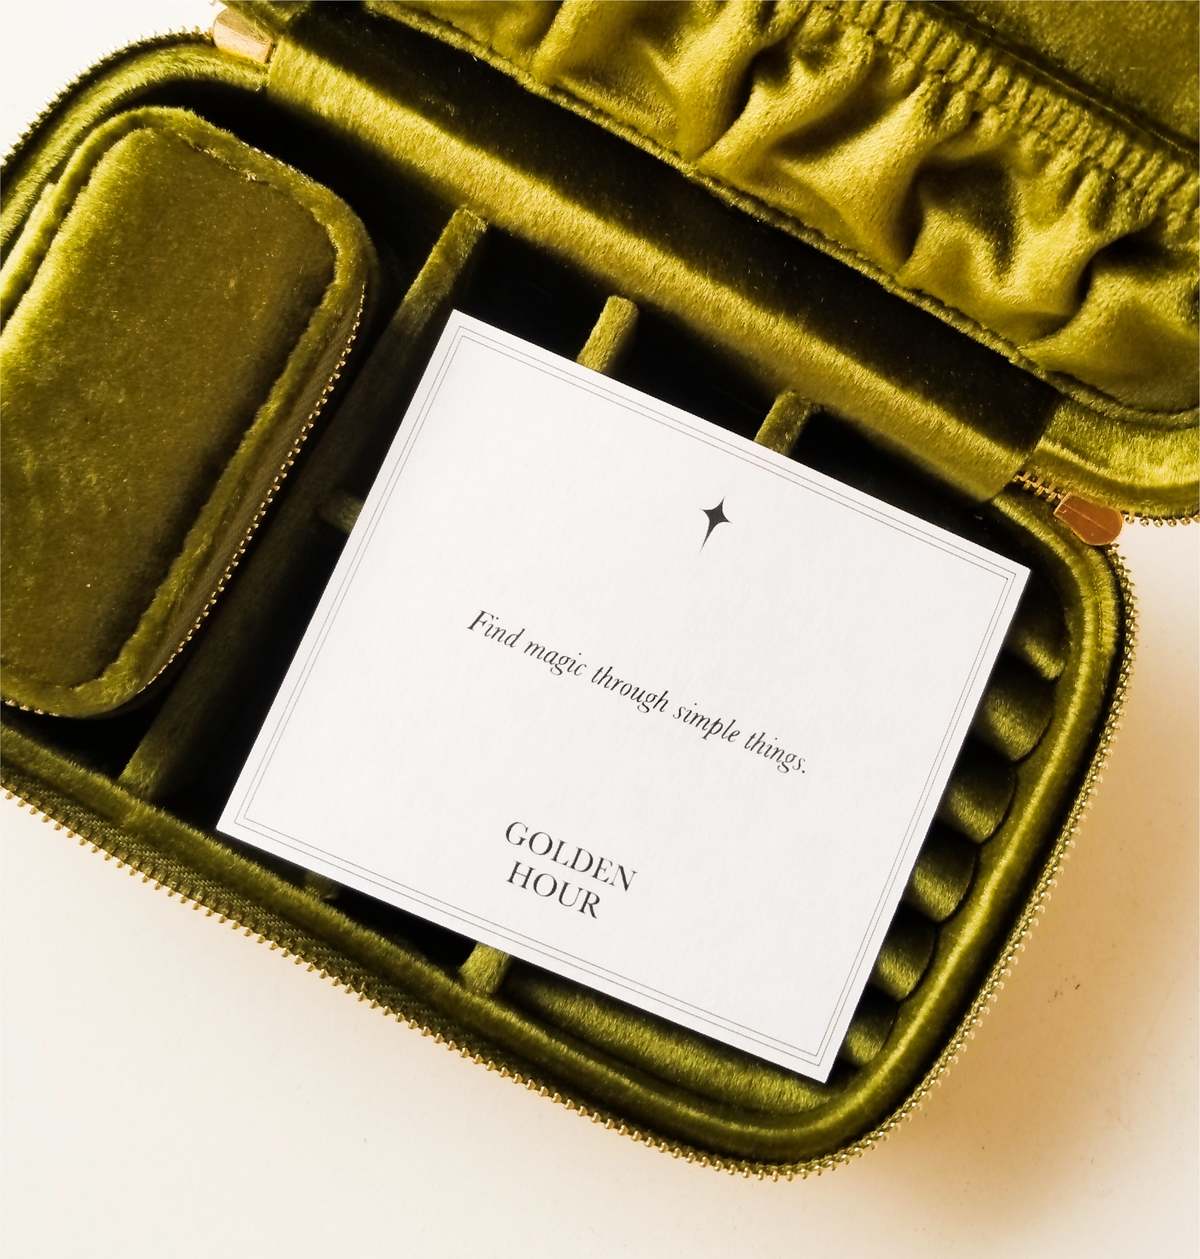 Find magic through simple things.
GOLDEN
HOUR